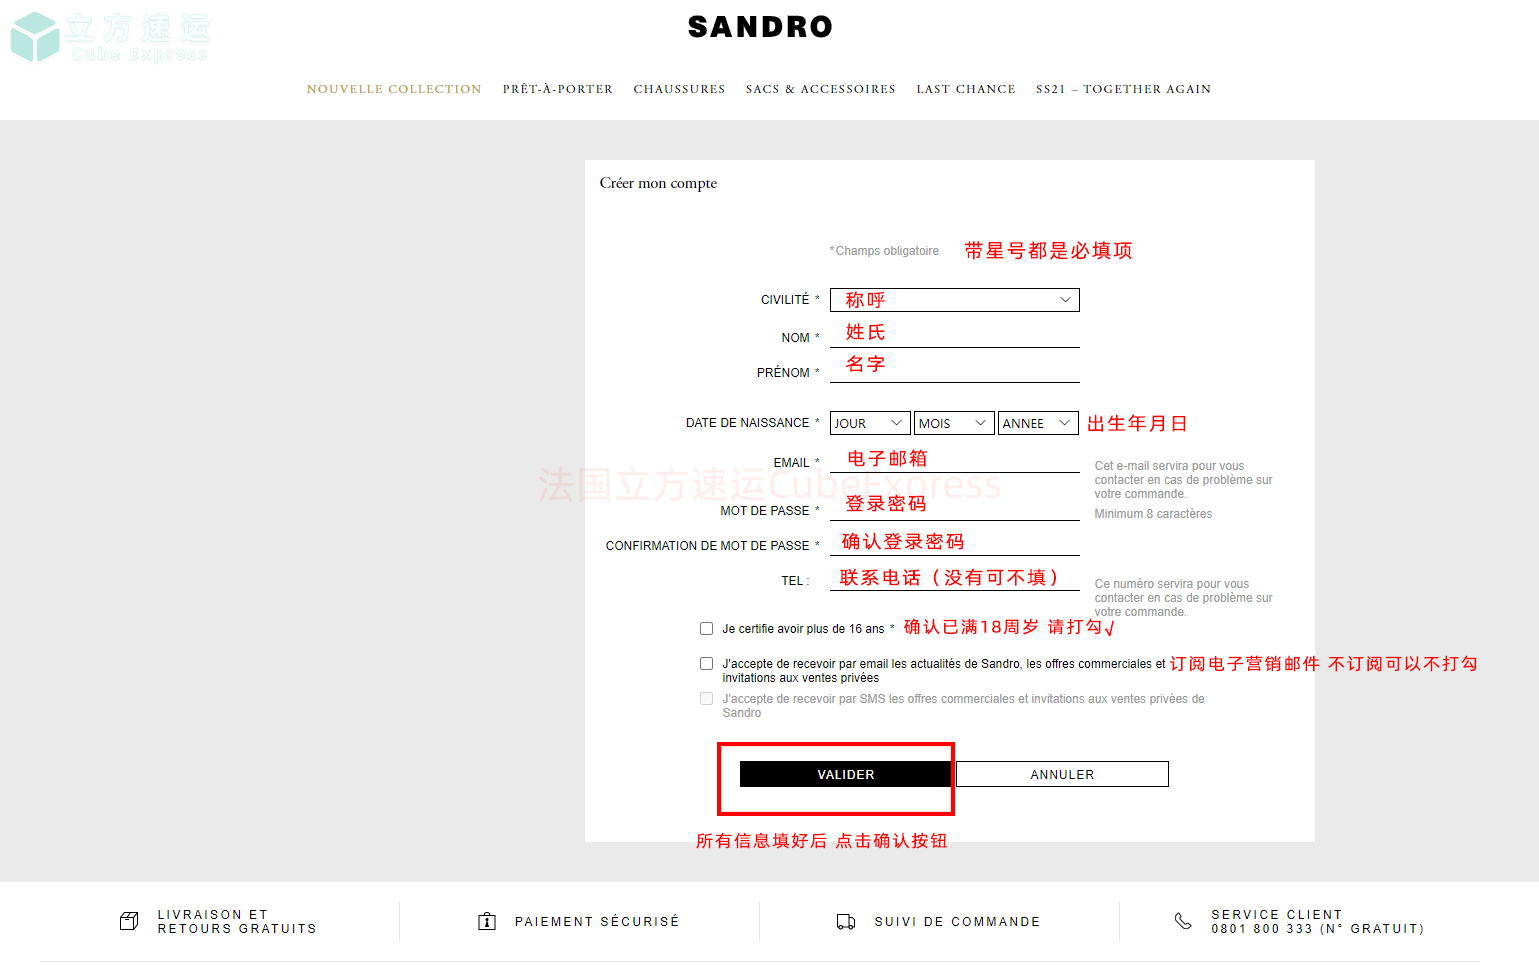 立方速运
Cube Express
SANDRO
NOUVELLE COLLECTION PRÊT-À-PORTER CHAUSSURES SACS & ACCESSOIRES LAST CHANCE SS21 – TOGETHER AGAIN
Créer mon compte
*Champs obligatoire 带星号都是必填项
CIVILITÉ * 称呼
NOM * 姓氏
PRÉNOM * 名字
DATE DE NAISSANCE * JOUR MOIS ANNEE 出生年月日
EMAIL * 电子邮箱
Cet e-mail servira pour vous
contacter en cas de problème sur
votre commande.
法国立方速运CubeExpress
MOT DE PASSE * 登录密码
Minimum 8 caractères
CONFIRMATION DE MOT DE PASSE * 确认登录密码
TEL : 联系电话（没有可不填）
Ce numéro servira pour vous
contacter en cas de problème sur
votre commande.
Je certifie avoir plus de 16 ans * 确认已满18周岁 请打勾√
J'accepte de recevoir par email les actualités de Sandro, les offres commerciales et 订阅电子营销邮件 不订阅可以不打勾
invitations aux ventes privées
J'accepte de recevoir par SMS les offres commerciales et invitations aux ventes privées de
Sandro
VALIDER ANNULER
所有信息填好后 点击确认按钮
LIVRAISON ET
RETOURS GRATUITS
PAIEMENT SÉCURISÉ
SUIVI DE COMMANDE
SERVICE CLIENT
0801 800 333 (N° GRATUIT)